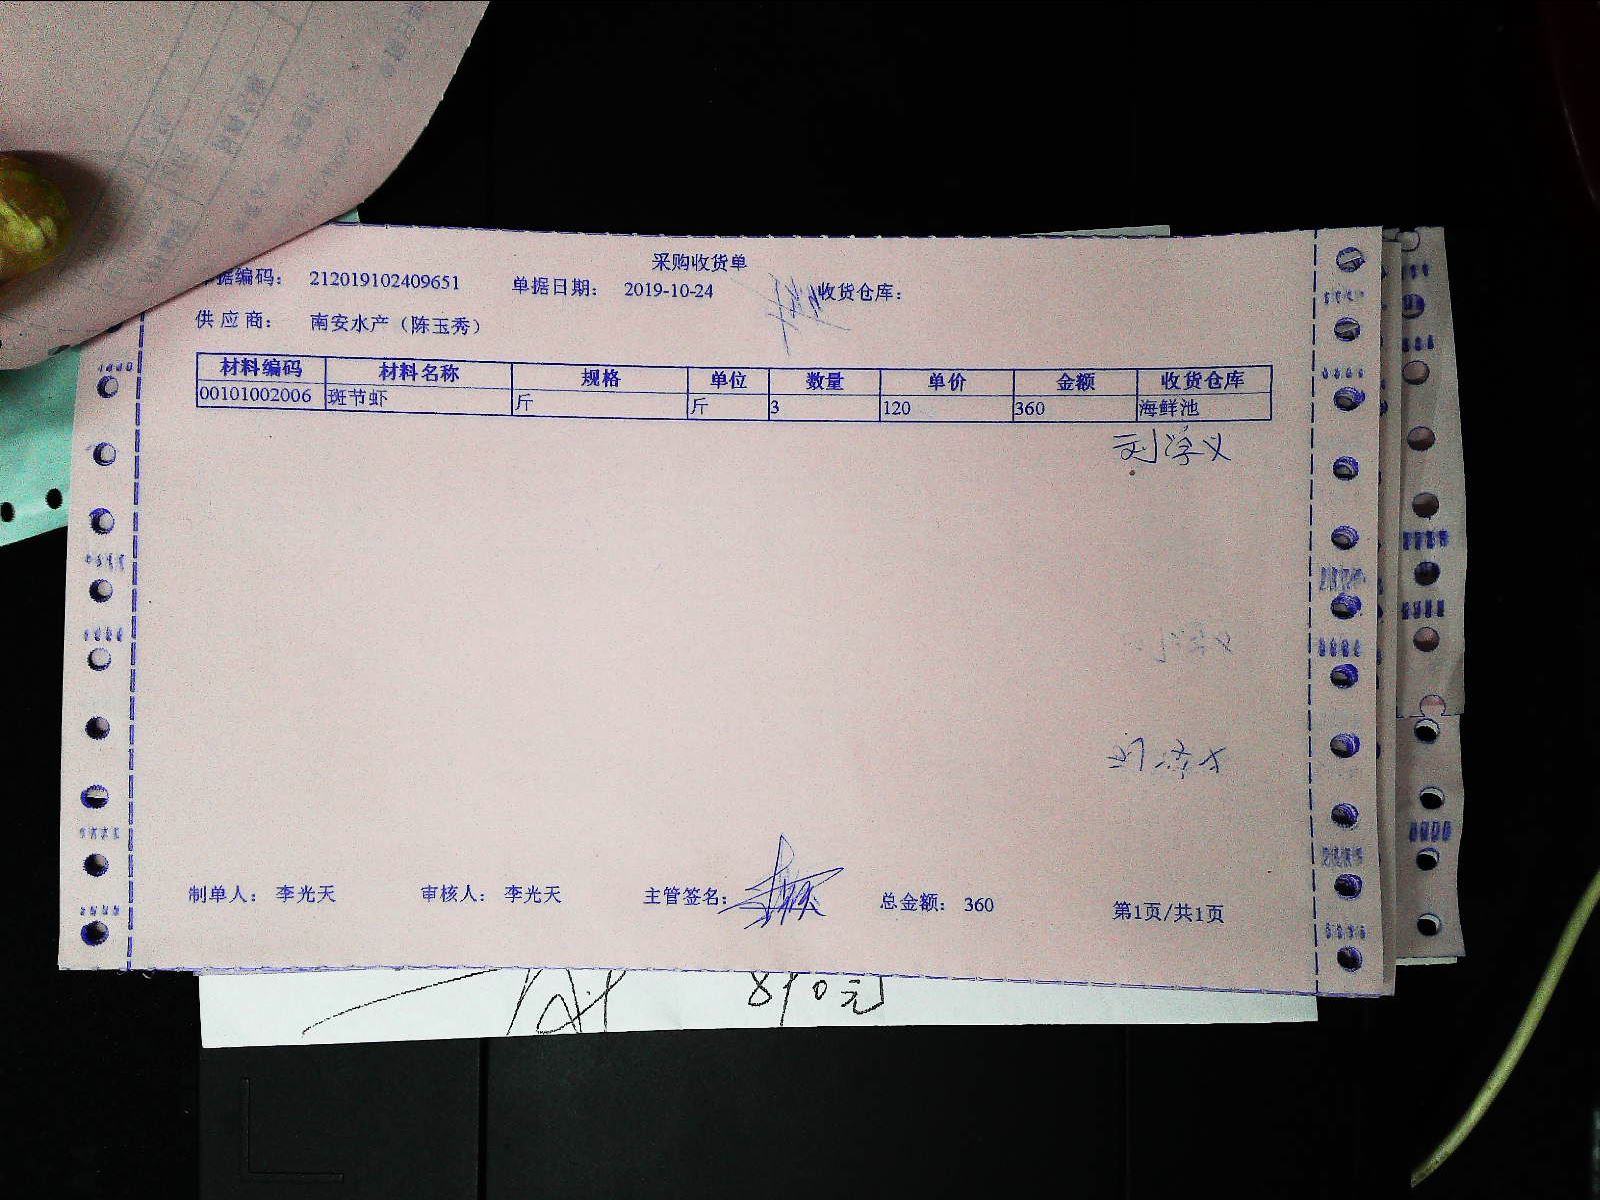 采购收货单
据编码： 212019102409651 单据日期： 2019-10-24 收货仓库：
供应商： 南安水产（陈玉秀）
材料编码 材料名称 规格 单位 数量 单价 金额 收货仓库
00101002006 斑节虾 斤 斤 3 120 360 海鲜池
制单人： 李光天 审核人： 李光天 主管签名： 总金额： 360 第1页/共1页
810元